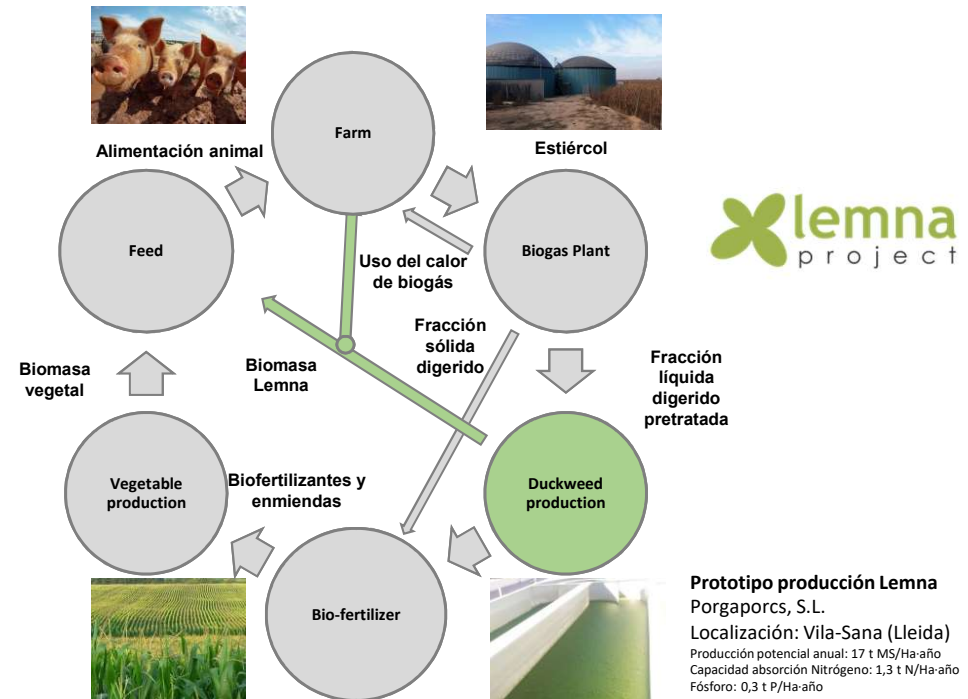 Farm
Alimentación animal
Estiércol
Feed
Uso del calor
de biogás
Biogas Plant
lemna
project
Fracción
sólida
digerido
Biomasa
Lemna
Biomasa
vegetal
Fracción
líquida
digerido
pretratada
Vegetable
production
Biofertilizantes y
enmiendas
Duckweed
production
Bio-fertilizer
Prototipo producción Lemna
Porgaporcs, S.L.
Localización: Vila-Sana (Lleida)
Producción potencial anual: 17 t MS/Ha·año
Capacidad absorción Nitrógeno: 1,3 t N/Ha·año
Fósforo: 0,3 t P/Ha·año